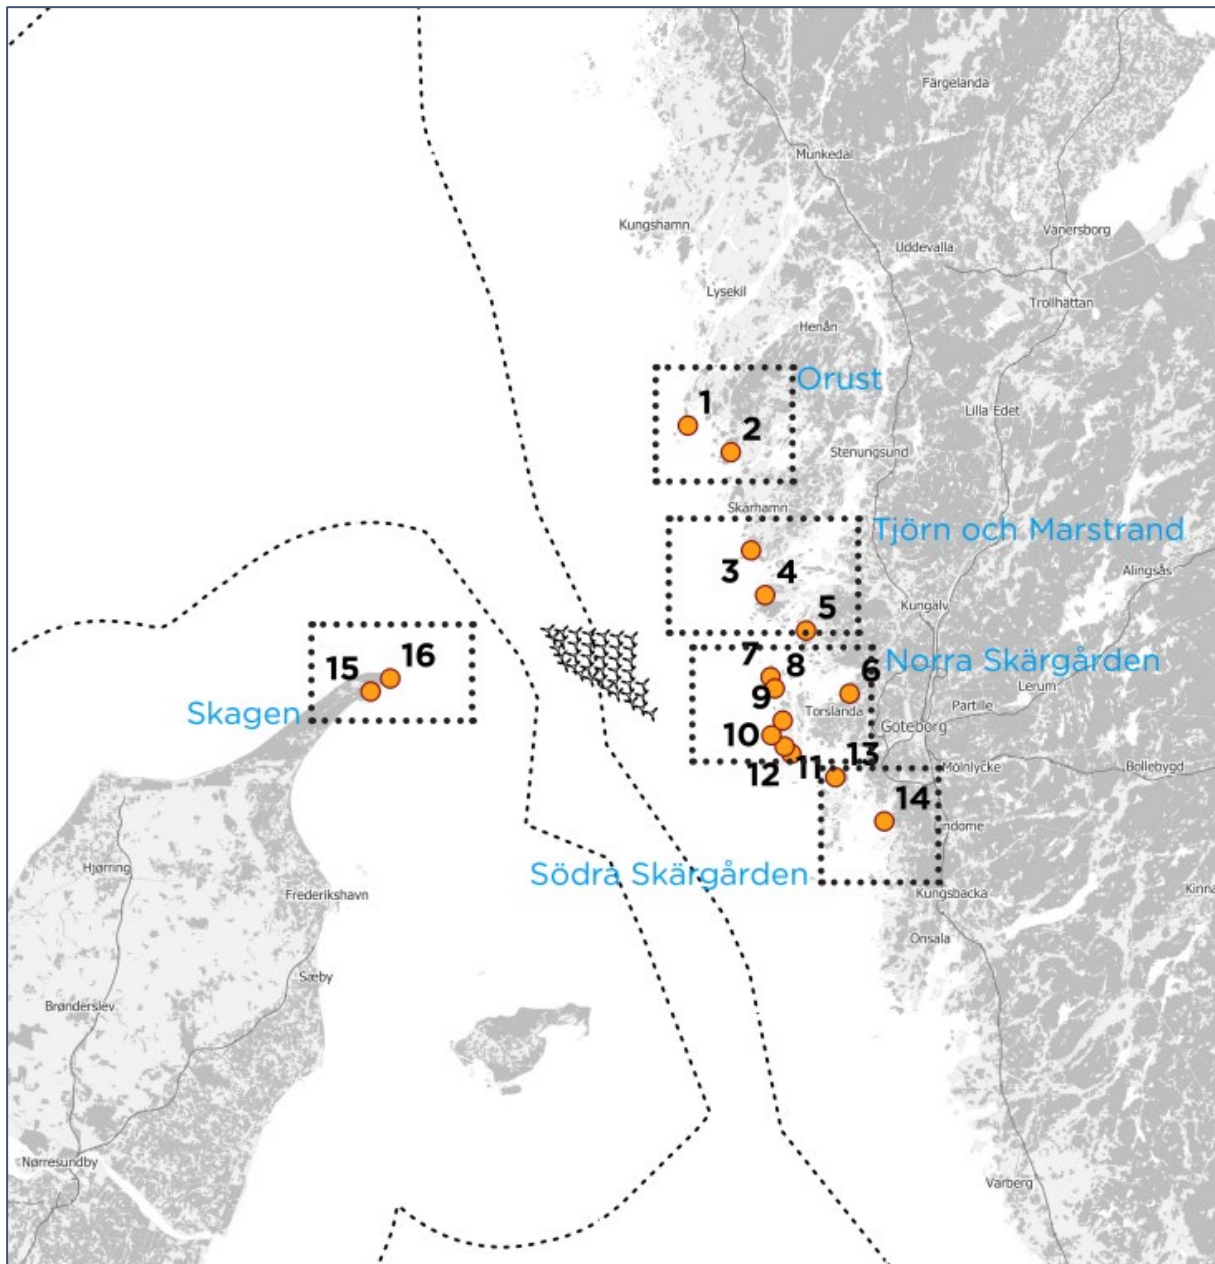 Färgelanda
Munkedal
Kungshamn
Vänersborg
Uddevalla
Lysekil
Trollhättan
Henån
Orust
1
Lilla Edet
2
Stenungsund
Skärhamn
Tjörn och Marstrand
3
4
Alingsås
5
Kungälv
15
16
7
8
Norra Skärgården
6
Lerum
9
Skagen
Torslanda
Partille
Göteborg
10
13
12
11
Mölnlycke
Bollebygd
14
ndome
Hjørring
Södra Skärgården
Frederikshavn
Kungsbacka
Kinna
Onsala
Sæby
Brønderslev
Nørresundby
Varberg